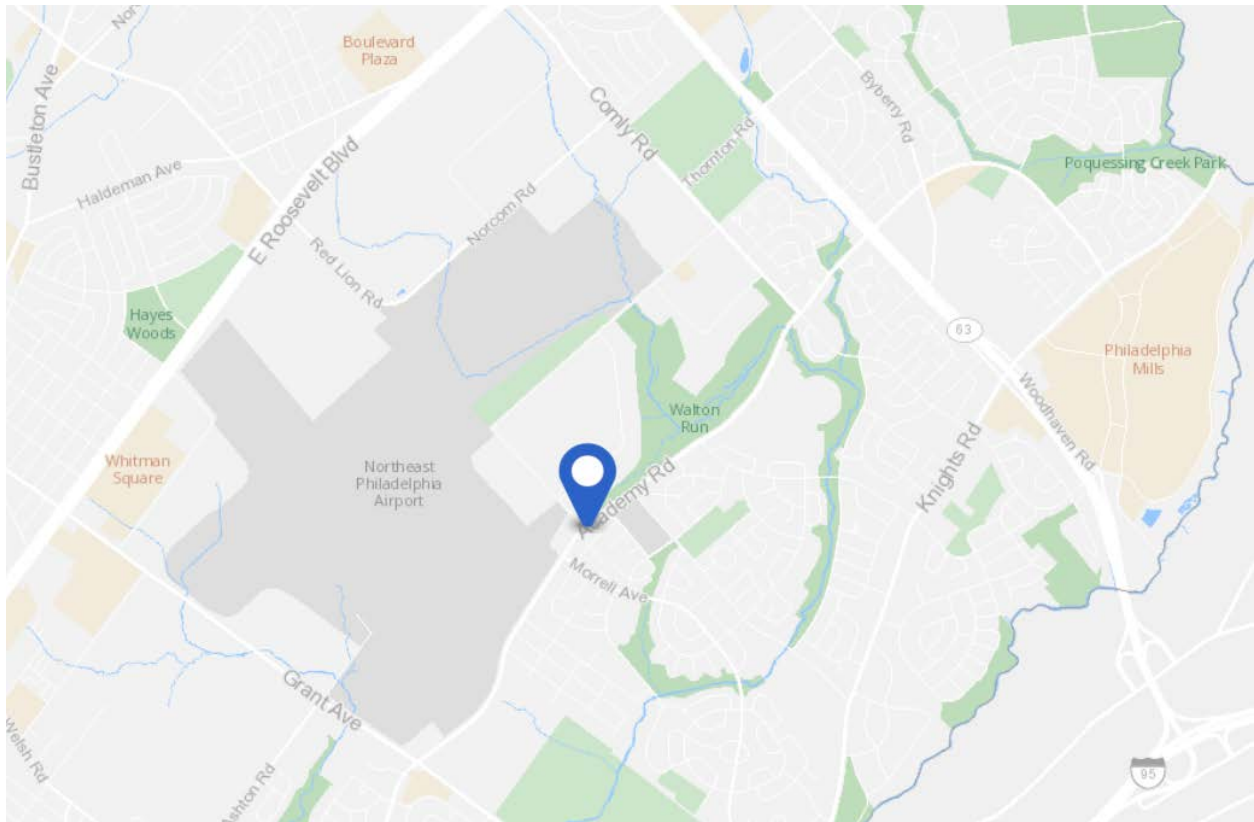 Nor
Boulevard
Plaza
Bustleton Ave
Haldeman Ave
E Roosevelt Blvd
Comly Rd
Thornton Rd
Byberry Rd
Poquessing Creek Park
Norcom Rd
Red Lion Rd
Hayes
Woods
63
Philadelphia
Mills
Woodhaven Rd
Walton
Run
Whitman
Square
Northeast
Philadelphia
Airport
Academy Rd
Knights Rd
Morrell Ave
Grant Ave
Welsh Rd
Ashton Rd
95